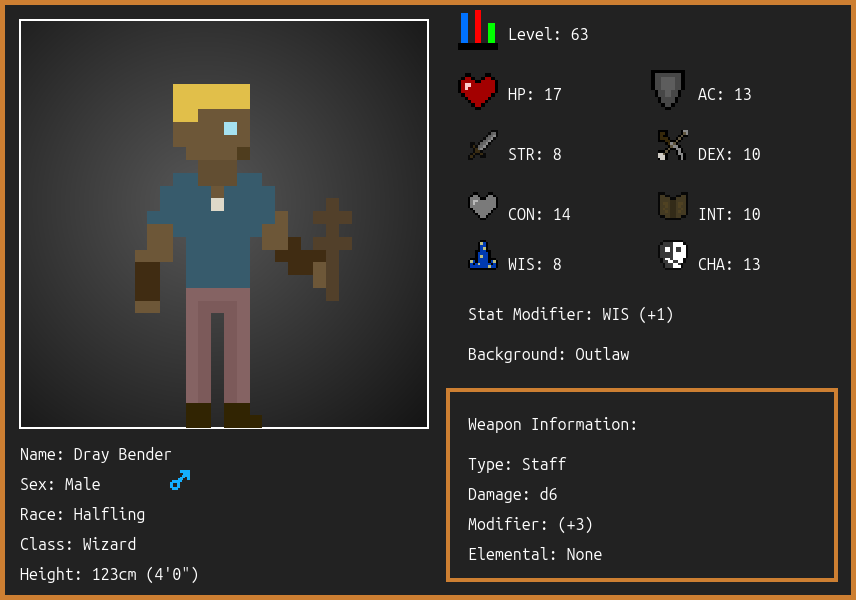 Level: 63
HP: 17
AC: 13
STR: 8
DEX: 10
CON: 14
INT: 10
WIS: 8
CHA: 13
Stat Modifier: WIS (+1)
Background: Outlaw
Weapon Information:
Type: Staff
Damage: d6
Modifier: (+3)
Elemental: None
Name: Dray Bender
Sex: Male
Race: Halfling
Class: Wizard
Height: 123cm (4'0")